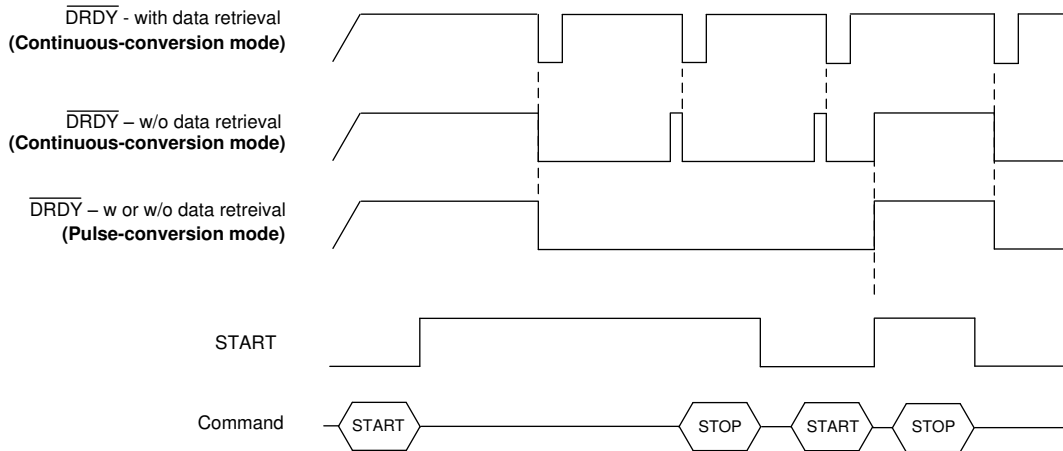 DRDY - with data retrieval
(Continuous-conversion mode)
DRDY – w/o data retrieval
(Continuous-conversion mode)
DRDY – w or w/o data retreival
(Pulse-conversion mode)
START
Command
START
STOP
START
STOP